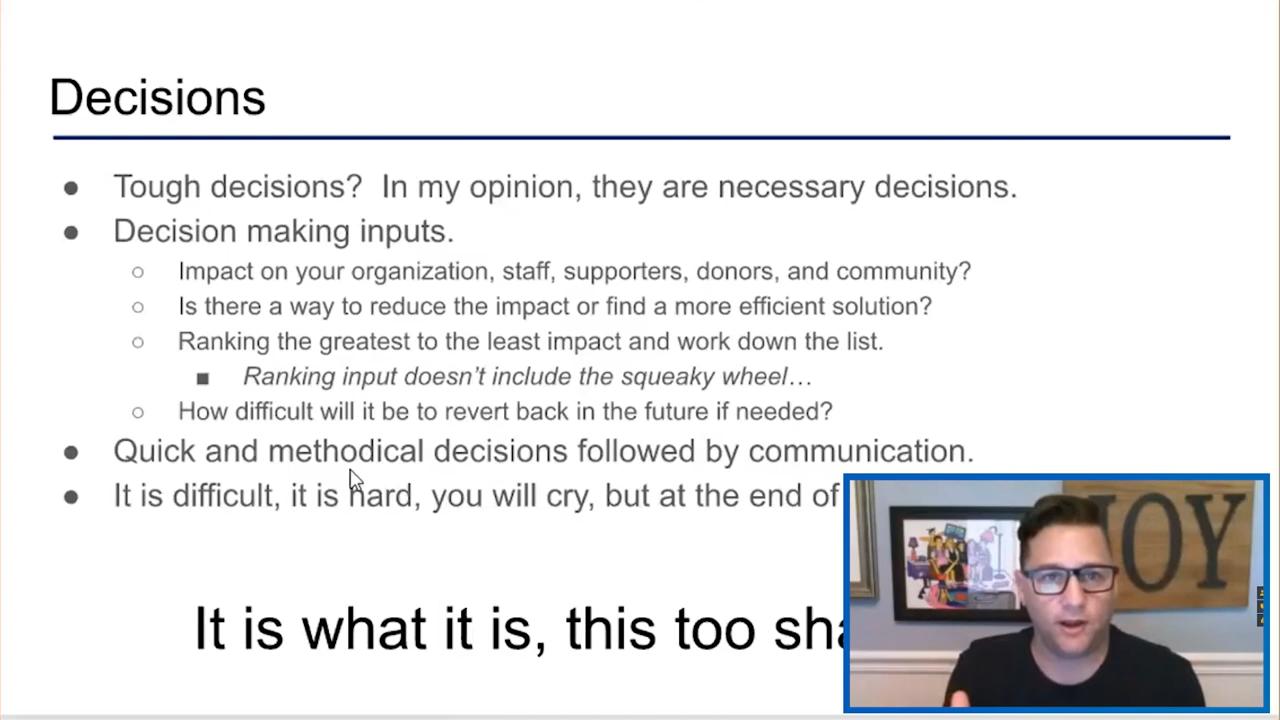 Decisions
● Tough decisions?  In my opinion, they are necessary decisions.
● Decision making inputs.
○ Impact on your organization, staff, supporters, donors, and community?
○ Is there a way to reduce the impact or find a more efficient solution?
○ Ranking the greatest to the least impact and work down the list.
■ Ranking input doesn’t include the squeaky wheel…
○ How difficult will it be to revert back in the future if needed?
● Quick and methodical decisions followed by communication.
● It is difficult, it is hard, you will cry, but at the end of
It is what it is, this too
JOY